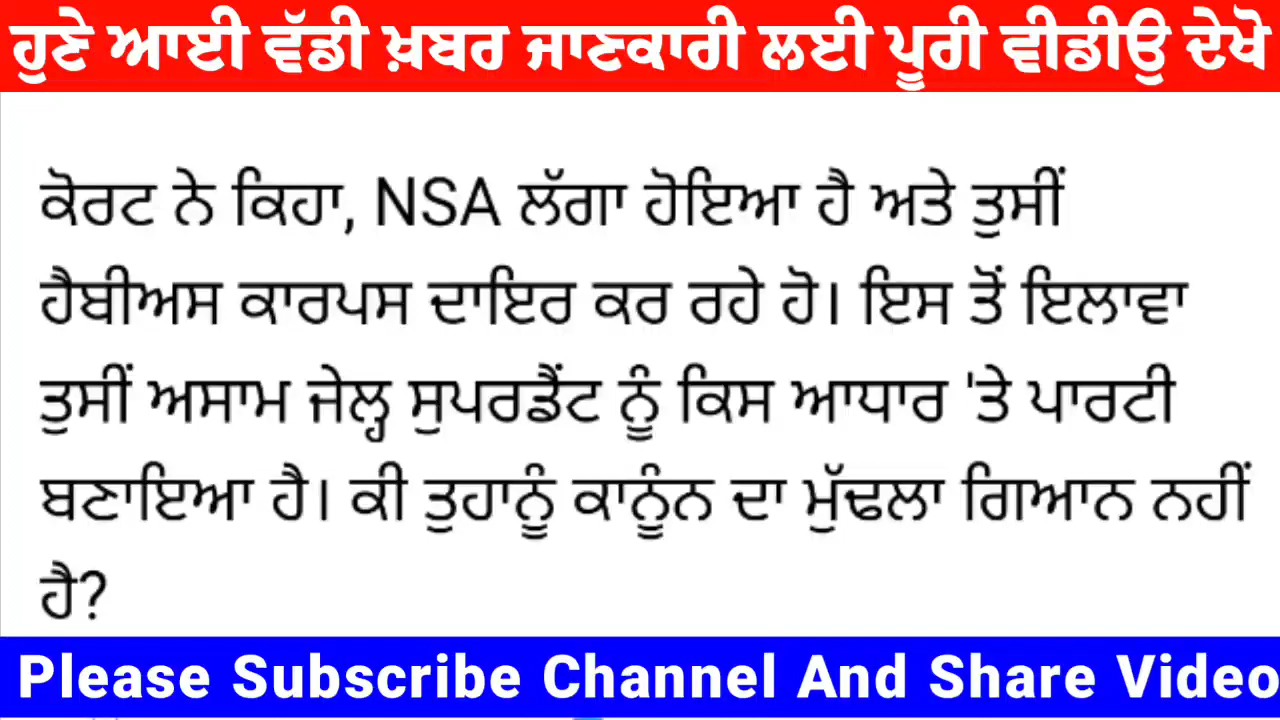 ਹੁਣੇ ਆਈ ਵੱਡੀ ਖ਼ਬਰ ਜਾਣਕਾਰੀ ਲਈ ਪੂਰੀ ਵੀਡੀਉ ਦੇਖੋ
ਕੋਰਟ ਨੇ ਕਿਹਾ, NSA ਲੱਗਾ ਹੋਇਆ ਹੈ ਅਤੇ ਤੁਸੀਂ
ਹੈਬੀਅਸ ਕਾਰਪਸ ਦਾਇਰ ਕਰ ਰਹੇ ਹੋ। ਇਸ ਤੋਂ ਇਲਾਵਾ
ਤੁਸੀਂ ਅਸਾਮ ਜੇਲ੍ਹ ਸੁਪਰਡੈਂਟ ਨੂੰ ਕਿਸ ਆਧਾਰ 'ਤੇ ਪਾਰਟੀ
ਬਣਾਇਆ ਹੈ। ਕੀ ਤੁਹਾਨੂੰ ਕਾਨੂੰਨ ਦਾ ਮੁੱਢਲਾ ਗਿਆਨ ਨਹੀਂ
ਹੈ?
Please Subscribe Channel And Share Video